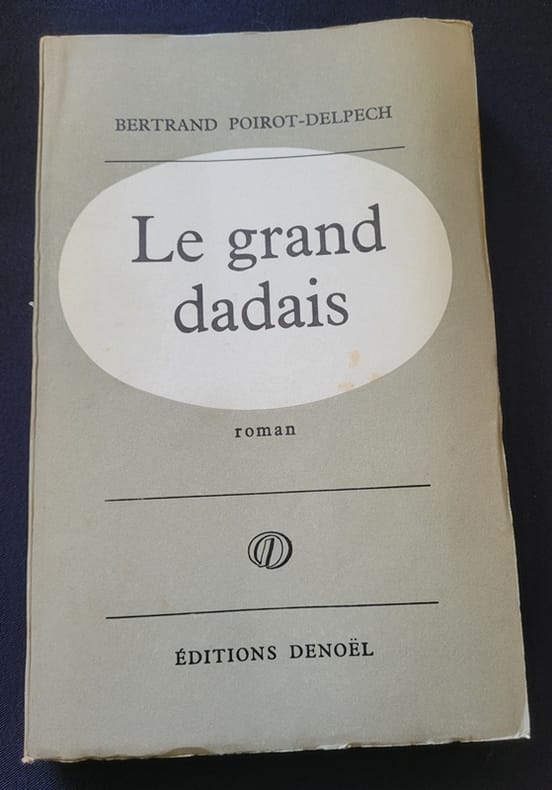 BERTRAND POIROT-DELPECH
Le grand
dadais
roman
ÉDITIONS DENOËL